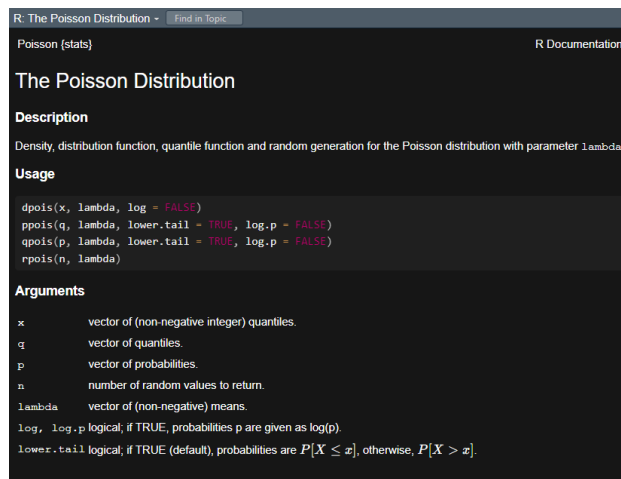 R: The Poisson Distribution - Find in Topic
Poisson {stats} R Documentation
The Poisson Distribution
Description
Density, distribution function, quantile function and random generation for the Poisson distribution with parameter lambda
Usage
dpois(x, lambda, log = FALSE)
ppois(q, lambda, lower.tail = TRUE, log.p = FALSE)
qpois(p, lambda, lower.tail = TRUE, log.p = FALSE)
rpois(n, lambda)
Arguments
x vector of (non-negative integer) quantiles.
q vector of quantiles.
p vector of probabilities.
n number of random values to return.
lambda vector of (non-negative) means.
log, log.p logical; if TRUE, probabilities p are given as log(p).
lower.tail logical; if TRUE (default), probabilities are P[X ≤ x], otherwise, P[X > x].